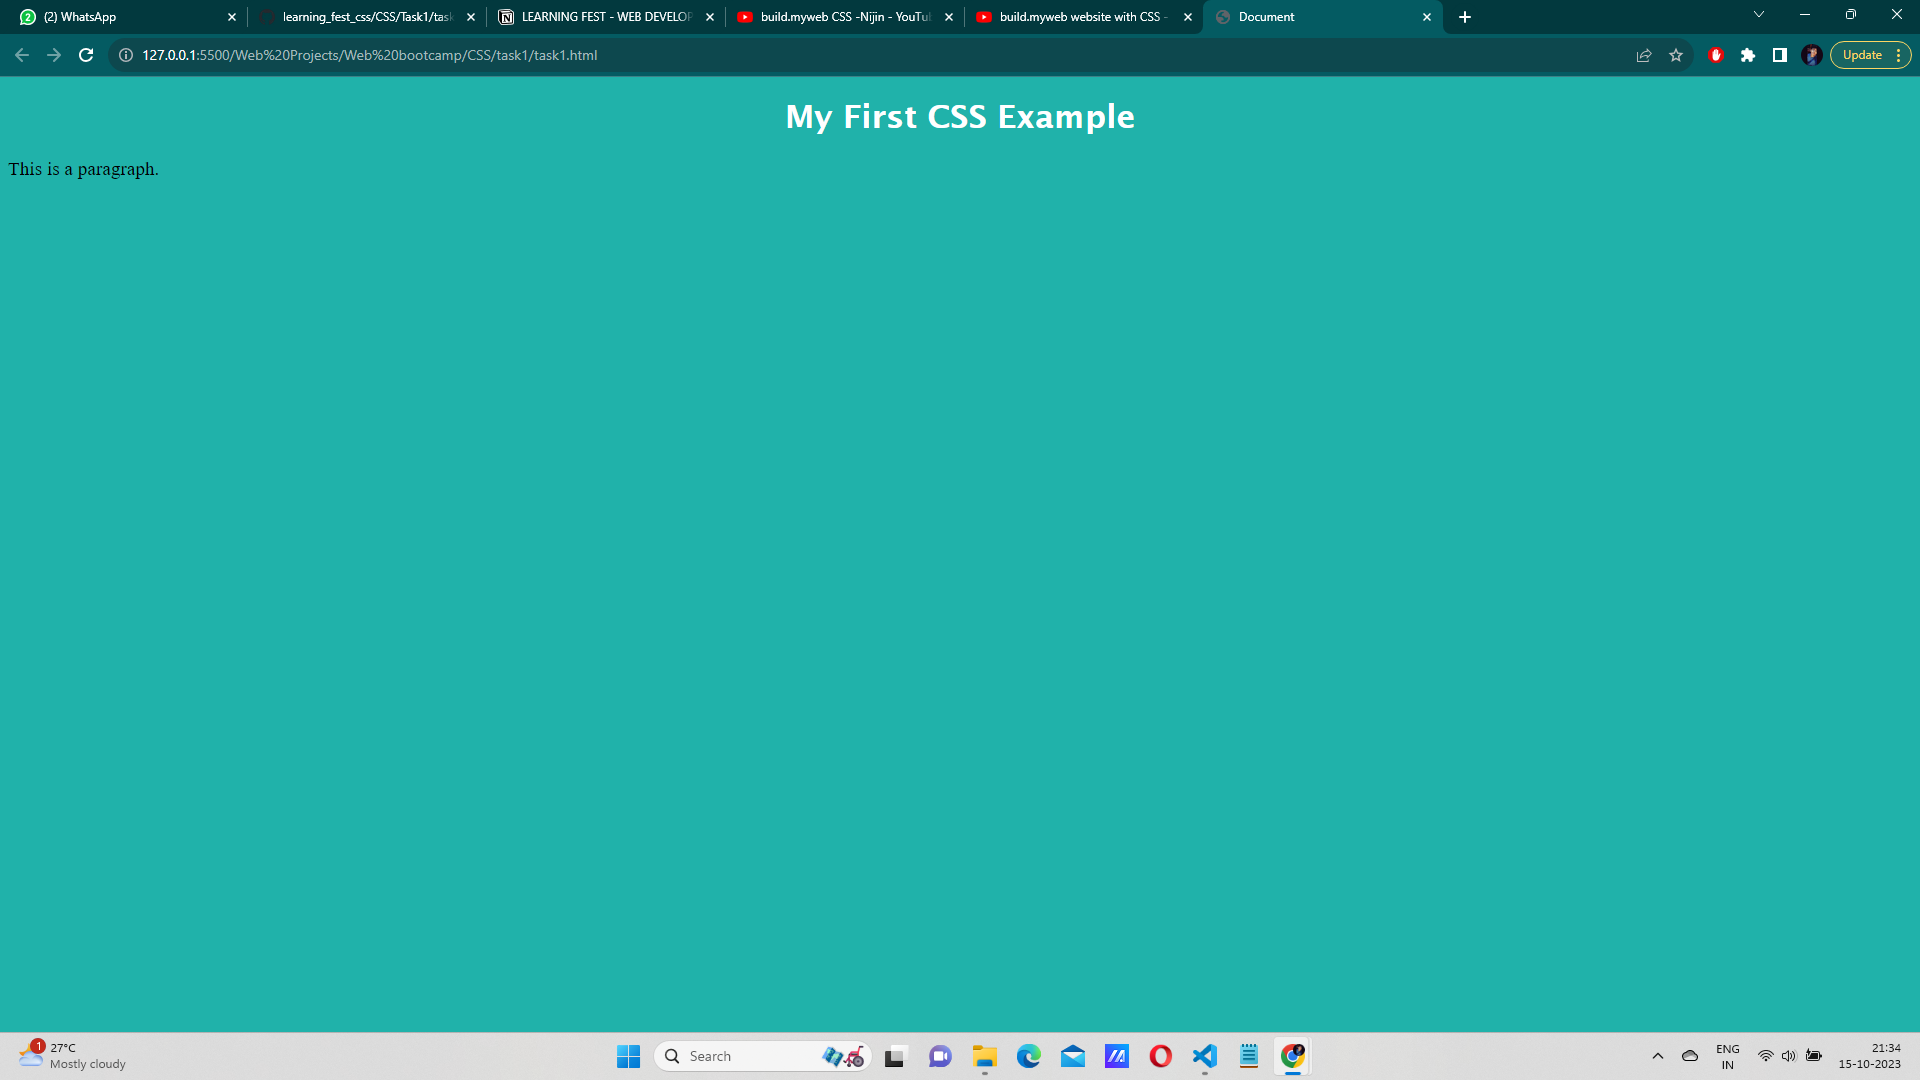 (2) WhatsApp
learning_fest_css/CSS/Task1/task
LEARNING FEST - WEB DEVELOP
build.myweb CSS -Nijin - YouTub
build.myweb website with CSS -
Document
127.0.0.1:5500/Web%20Projects/Web%20bootcamp/CSS/task1/task1.html
Update
My First CSS Example
This is a paragraph.
1
27°C
Mostly cloudy
Search
ENG
IN
21:34
15-10-2023